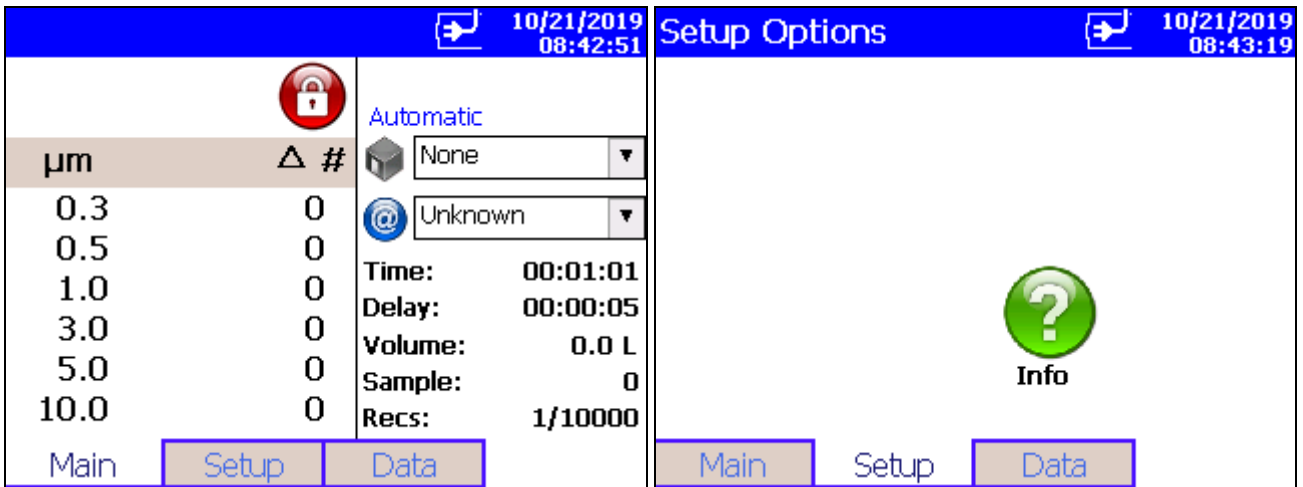 10/21/2019
08:42:51
Automatic
µm Δ #
None
0.3 0
0.5 0
1.0 0
3.0 0
5.0 0
10.0 0
@ Unknown
Time: 00:01:01
Delay: 00:00:05
Volume: 0.0 L
Sample: 0
Recs: 1/10000
Main Setup Data
Setup Options
10/21/2019
08:43:19
?
Info
Main Setup Data